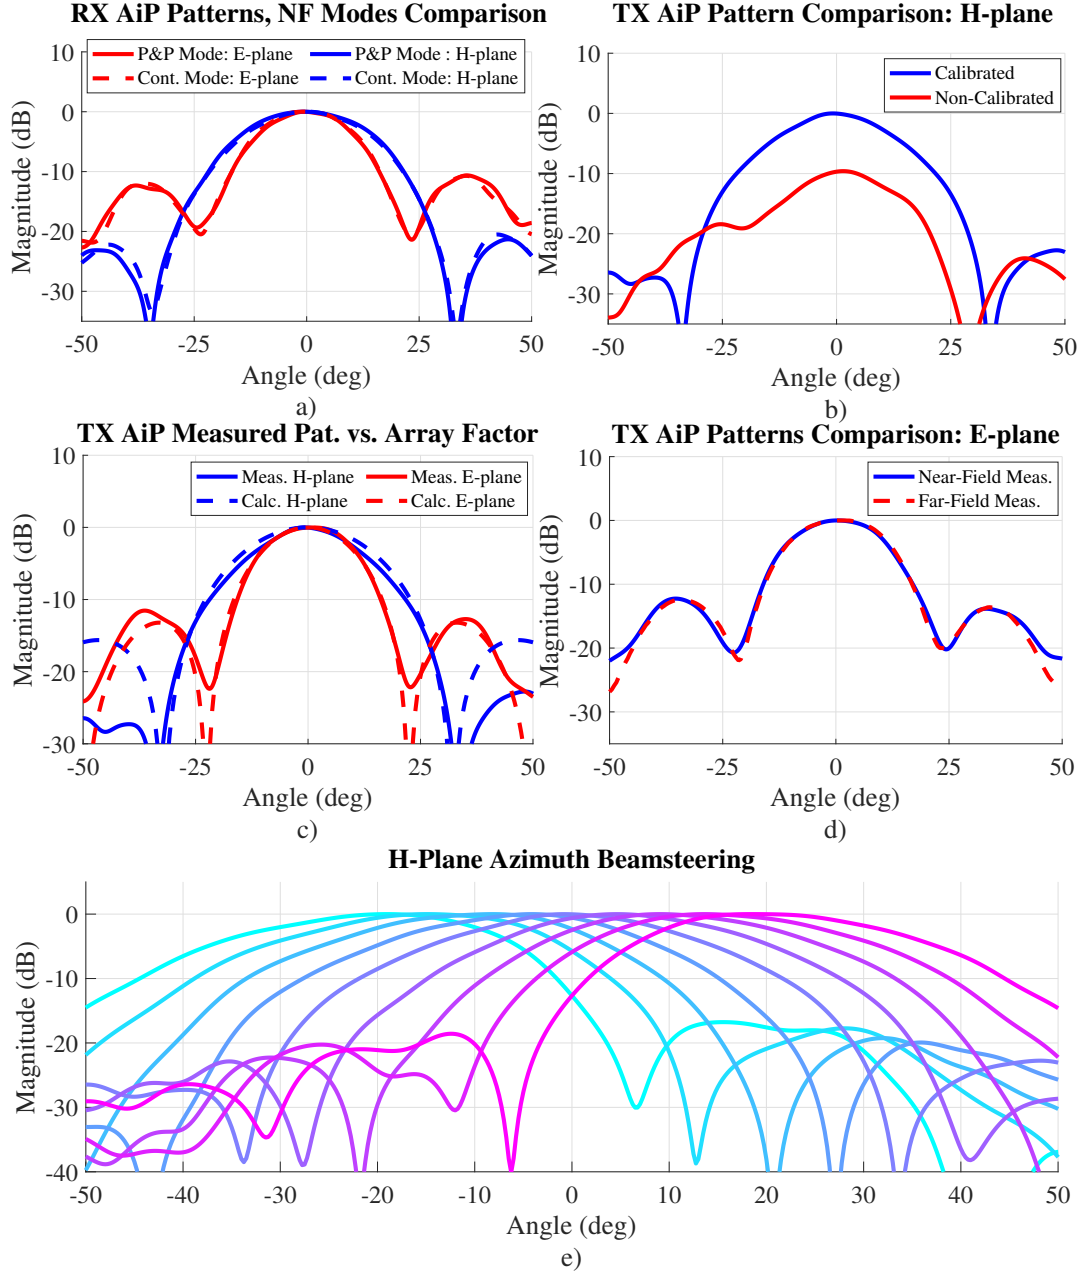 RX AiP Patterns, NF Modes Comparison
P&P Mode: E-plane
P&P Mode : H-plane
Cont. Mode: E-plane
Cont. Mode: H-plane
10
0
-10
-20
-30
Magnitude (dB)
-50
-25
0
25
50
Angle (deg)
a)
TX AiP Pattern Comparison: H-plane
Calibrated
Non-Calibrated
10
0
-10
-20
-30
Magnitude (dB)
-50
-25
0
25
50
Angle (deg)
b)
TX AiP Measured Pat. vs. Array Factor
Meas. H-plane
Meas. E-plane
Calc. H-plane
Calc. E-plane
10
0
-10
-20
-30
Magnitude (dB)
-50
-25
0
25
50
Angle (deg)
c)
TX AiP Patterns Comparison: E-plane
Near-Field Meas.
Far-Field Meas.
10
0
-10
-20
-30
Magnitude (dB)
-50
-25
0
25
50
Angle (deg)
d)
H-Plane Azimuth Beamsteering
0
-10
-20
-30
-40
Magnitude (dB)
-50
-40
-30
-20
-10
0
10
20
30
40
50
Angle (deg)
e)